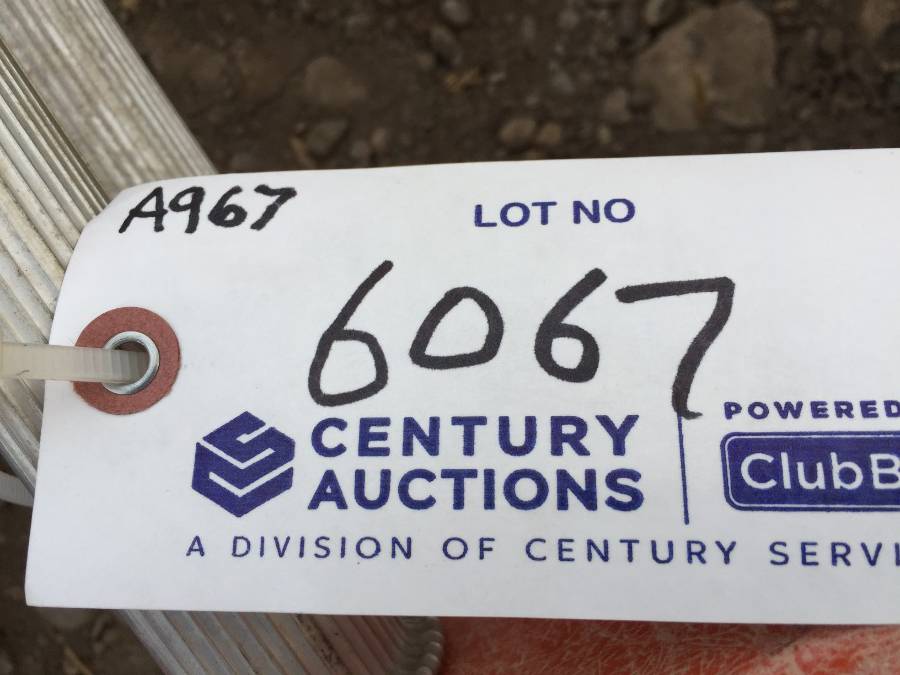 A967
LOT NO
6067
CENTURY
AUCTIONS
POWERED
ClubB
A DIVISION OF CENTURY SERVI